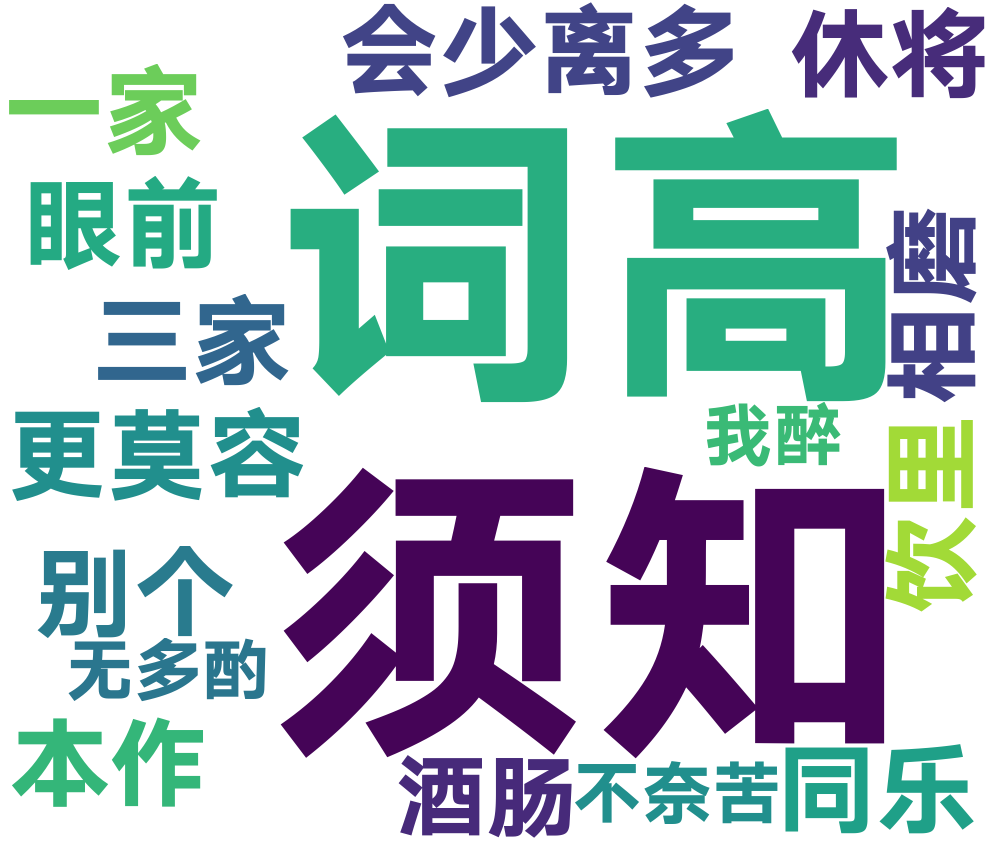 会少离多
休将
一家
词高
眼前
相磨
三家
更莫容
我醉
饮里
须知
别个
无多酌
本作
酒肠
不奈苦
同乐